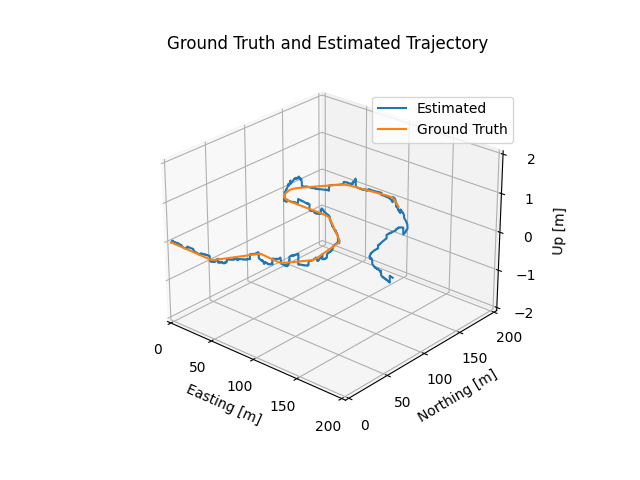 Ground Truth and Estimated Trajectory
Estimated
Ground Truth
2
1
0
−1
−2
Up [m]
0
50
100
150
200
Easting [m]
0
50
100
150
200
Northing [m]